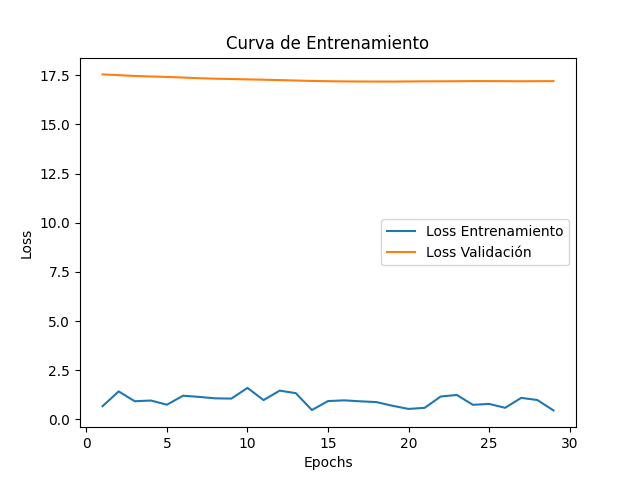 Curva de Entrenamiento
17.5
15.0
12.5
10.0
7.5
5.0
2.5
0.0
Loss
Loss Entrenamiento
Loss Validación
0 5 10 15 20 25 30
Epochs